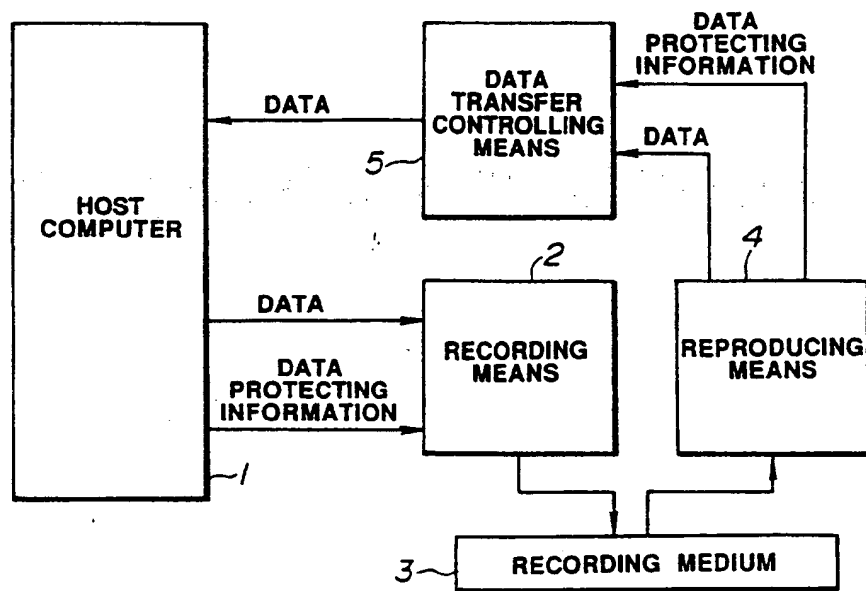 DATA
PROTECTING
INFORMATION
DATA
TRANSFER
CONTROLLING
MEANS
DATA
DATA
5
HOST
COMPUTER
2
4
DATA
RECORDING
MEANS
REPRODUCING
MEANS
DATA
PROTECTING
INFORMATION
1
3
RECORDING MEDIUM